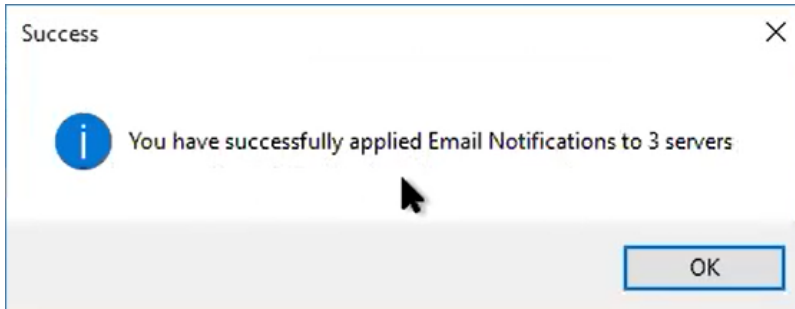 Success
You have successfully applied Email Notifications to 3 servers
OK